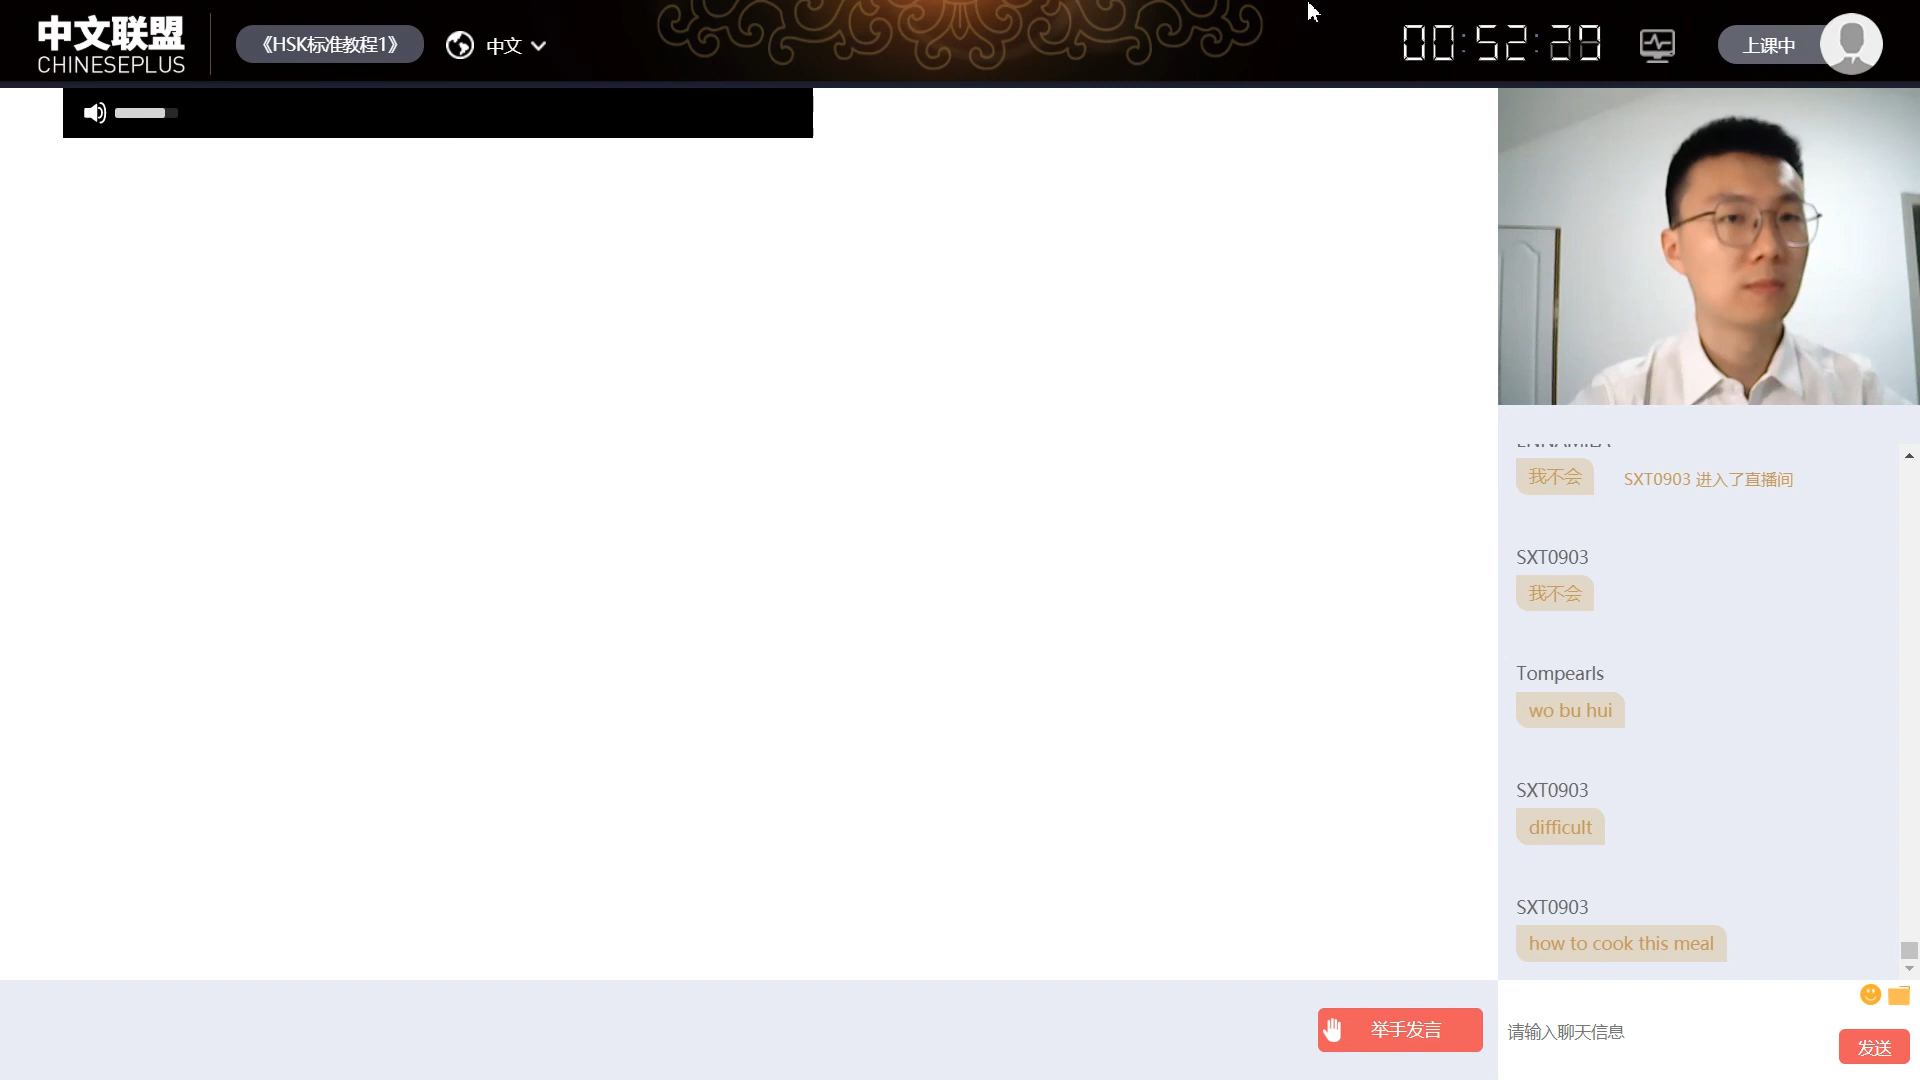 中文联盟
CHINESEPLUS
《HSK标准教程1》
中文
00:52:27
上课中
我不会
SXT0903 进入了直播间
SXT0903
我不会
Tompearls
wo bu hui
SXT0903
difficult
SXT0903
how to cook this meal
举手发言
请输入聊天信息
发送